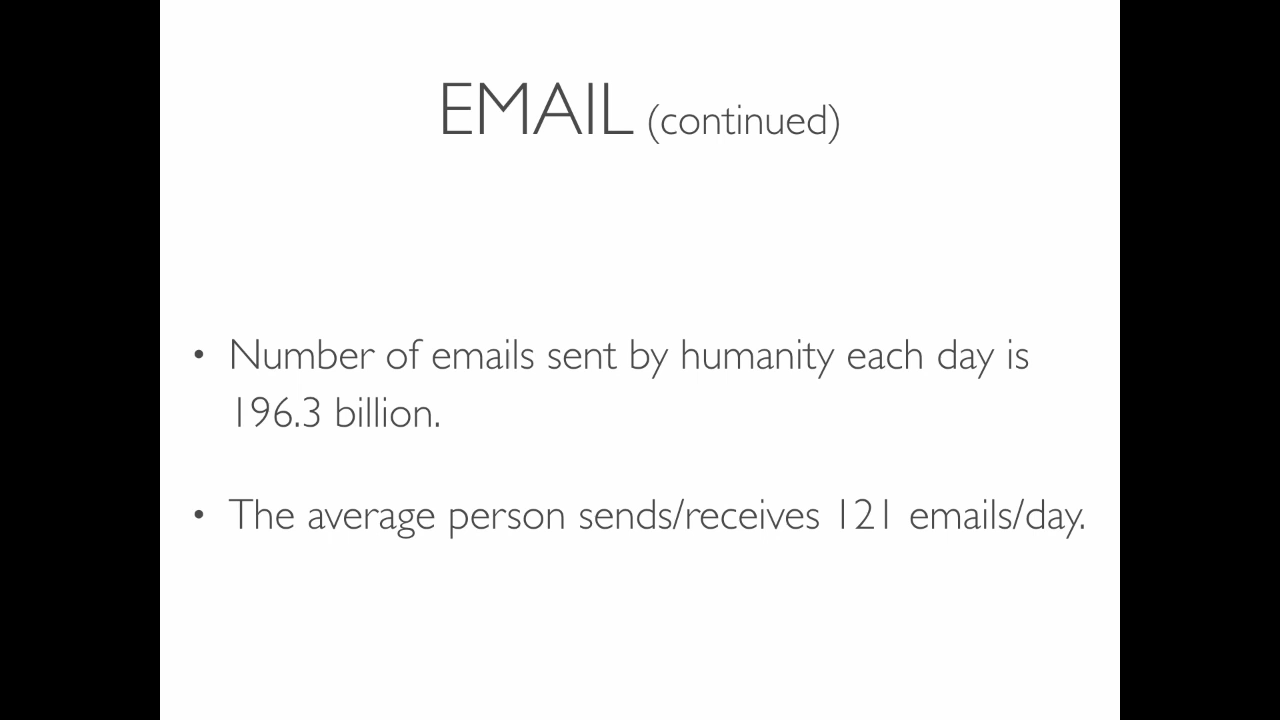 EMAIL (continued)
• Number of emails sent by humanity each day is
196.3 billion.
• The average person sends/receives 121 emails/day.